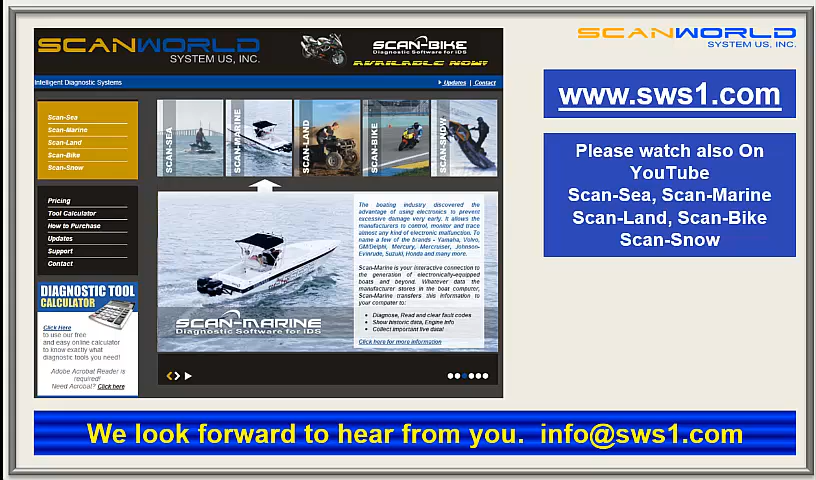 SCANWORLD
SYSTEM US, INC.
SCAN-BIKE
Diagnostic Software for IDS
AVAILABLE NOW!
Intelligent Diagnostic Systems
Updates | Contact
Scan-Sea
Scan-Marine
Scan-Land
Scan-Bike
Scan-Snow
SCAN-SEA
SCAN-MARINE
SCAN-LAND
SCAN-BIKE
SCAN-SNOW
Pricing
Tool Calculator
How to Purchase
Updates
Support
Contact
DIAGNOSTIC TOOL
CALCULATOR
Click Here
to use our free
and easy online calculator
to know exactly what
diagnostic tools you need!
Adobe Acrobat Reader is
required!
Need Acrobat? Click here
The boating industry discovered the
advantage of using electronics to prevent
excessive damage very early. It allows the
manufacturers to control, monitor and trace
almost any kind of electronic malfunction. To
name a few of the brands - Yamaha, Volvo,
GM/Delphi, Mercury, Mercruiser, Johnson-
Evinrude, Suzuki, Honda and many more.
Scan-Marine is your interactive connection to
the generation of electronically-equipped
boats and beyond. Whatever data the
manufacturer stores in the boat computer,
Scan-Marine transfers this information to
your computer to:
• Diagnose, Read and clear fault codes
• Show historic data, Engine info
• Collect important live data!
Click here for more information
SCAN-MARINE
Diagnostic Software for IDS
SCANWORLD
SYSTEM US, INC.
www.sws1.com
Please watch also On
YouTube
Scan-Sea, Scan-Marine
Scan-Land, Scan-Bike
Scan-Snow
We look forward to hear from you. info@sws1.com